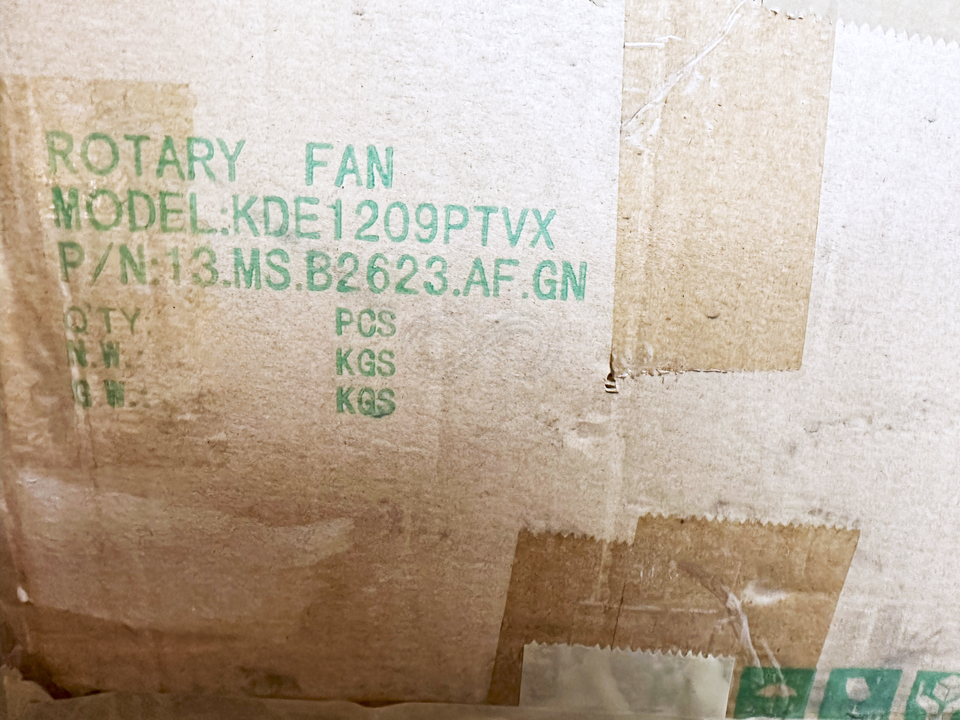 ROTARY FAN
MODEL:KDE1209PTVX
P/N:13.MS.B2623.AF.GN
Q'TY: PCS
N.W.: KGS
G.W.: KGS